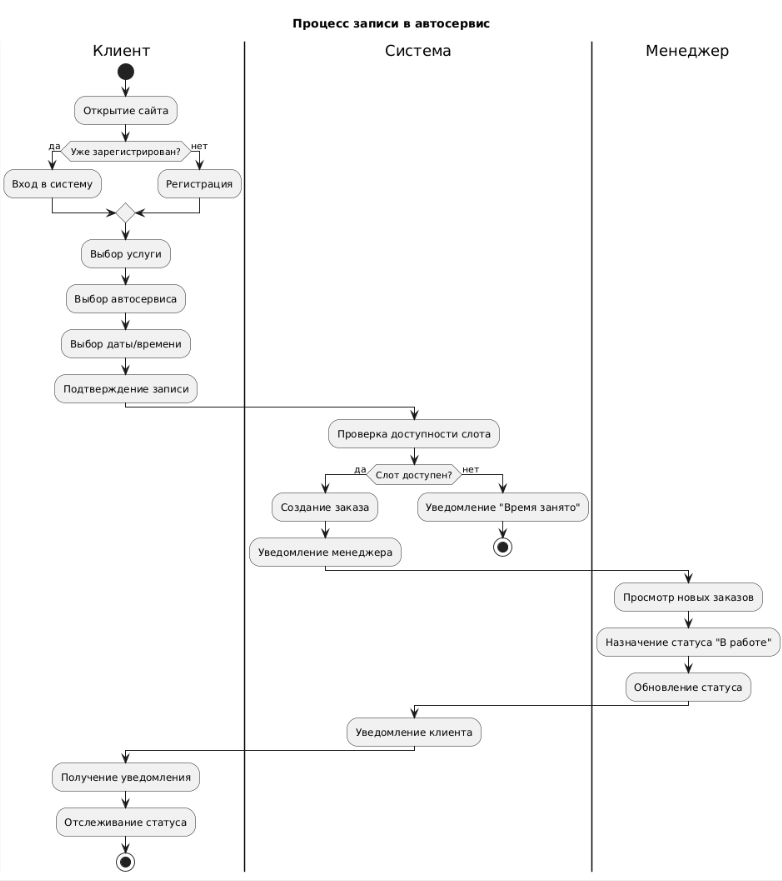 Процесс записи в автосервис
Клиент
Система
Менеджер
Открытие сайта
да
Уже зарегистрирован?
нет
Вход в систему
Регистрация
Выбор услуги
Выбор автосервиса
Выбор даты/времени
Подтверждение записи
Проверка доступности слота
да
Слот доступен?
нет
Создание заказа
Уведомление "Время занято"
Уведомление менеджера
Просмотр новых заказов
Назначение статуса "В работе"
Обновление статуса
Уведомление клиента
Получение уведомления
Отслеживание статуса